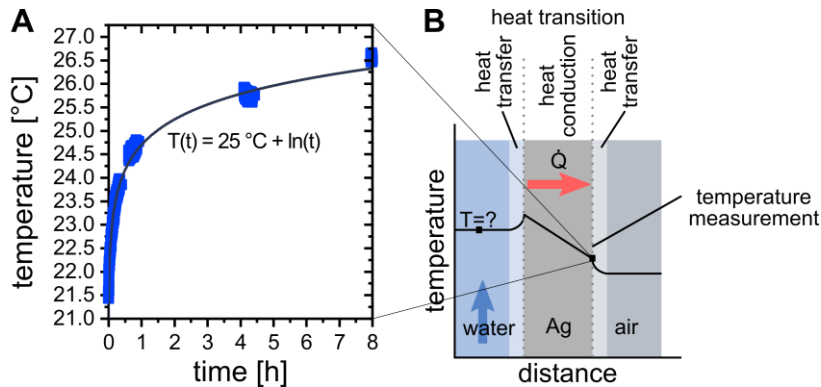 A
temperature [°C]
27.0
26.5
26.0
25.5
25.0
24.5
24.0
23.5
23.0
22.5
22.0
21.5
21.0
T(t) = 25 °C + ln(t)
0 1 2 3 4 5 6 7 8
time [h]
B
heat transition
heat
transfer
heat
conduction
heat
transfer
Q̇
temperature
T=?
temperature
measurement
water
Ag
air
distance